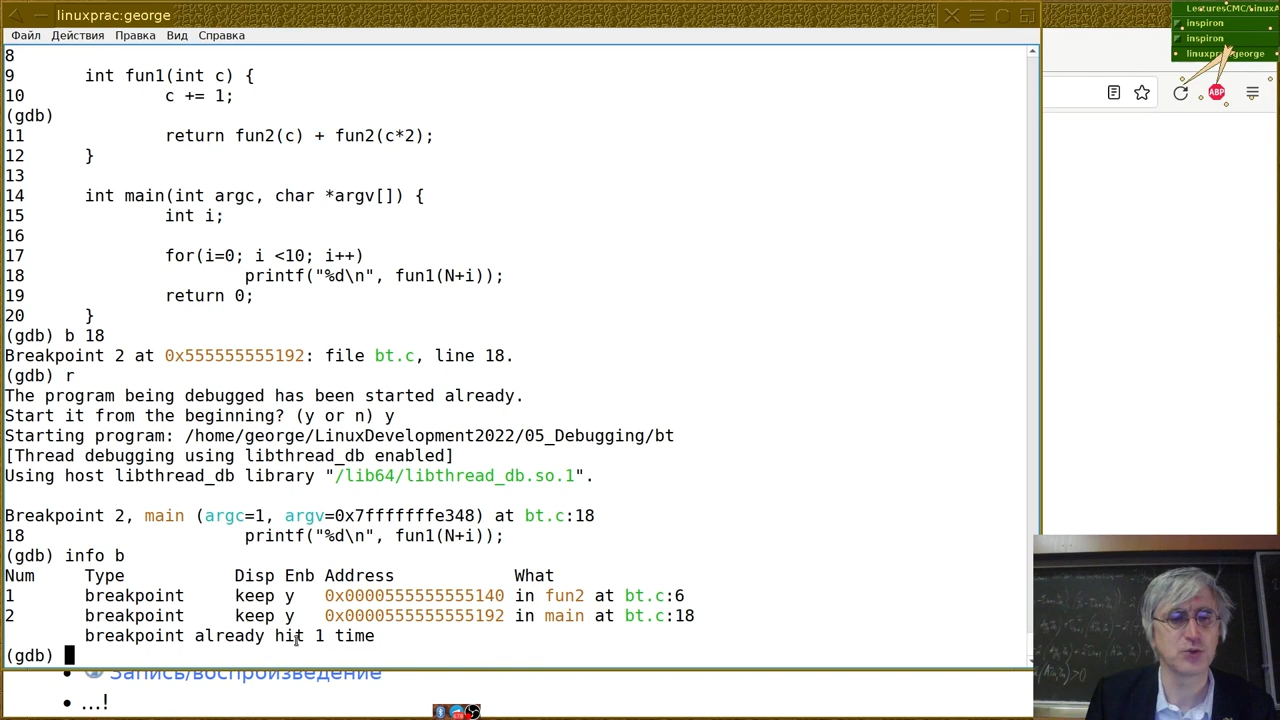 linuxprac:george
Файл Действия Правка Вид Справка
8
9 int fun1(int c) {
10 c += 1;
(gdb)
11 return fun2(c) + fun2(c*2);
12 }
13
14 int main(int argc, char *argv[]) {
15 int i;
16
17 for(i=0; i <10; i++)
18 printf("%d\n", fun1(N+i));
19 return 0;
20 }
(gdb) b 18
Breakpoint 2 at 0x555555555192: file bt.c, line 18.
(gdb) r
The program being debugged has been started already.
Start it from the beginning? (y or n) y
Starting program: /home/george/LinuxDevelopment2022/05_Debugging/bt
[Thread debugging using libthread_db enabled]
Using host libthread_db library "/lib64/libthread_db.so.1".
Breakpoint 2, main (argc=1, argv=0x7fffffffe348) at bt.c:18
18 printf("%d\n", fun1(N+i));
(gdb) info b
Num Type Disp Enb Address What
1 breakpoint keep y 0x0000555555555140 in fun2 at bt.c:6
2 breakpoint keep y 0x0000555555555192 in main at bt.c:18
breakpoint already hit 1 time
(gdb)
Запись/воспроизведение
...!
LecturesCMC/LinuxA
inspiron
inspiron
linuxprac:george
ABP